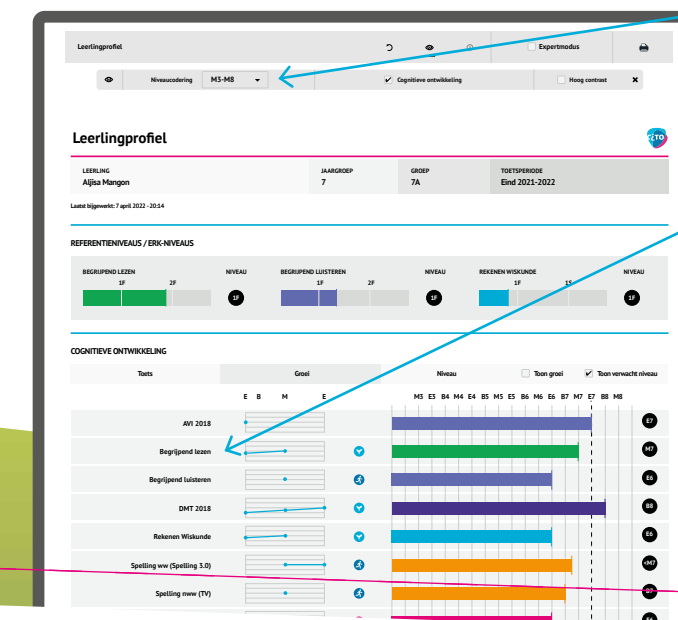 Leerlingprofiel Expertmodus
Niveaucodering M3-M8 Cognitieve ontwikkeling Hoog contrast
Leerlingprofiel
CITO
LEERLING JAARGROEP GROEP TOETSPERIODE
Aljisa Mangon 7 7A Eind 2021-2022
Laatst bijgewerkt: 7 april 2022 - 20:14
REFERENTIENIVEAUS / ERK-NIVEAUS
BEGRIJPEND LEZEN NIVEAU BEGRIJPEND LUISTEREN NIVEAU REKENEN WISKUNDE NIVEAU
1F 2F 1F 2F 1F 1S
1F 1F 1F
COGNITIEVE ONTWIKKELING
Toets Groei Niveau Toon groei Toon verwacht niveau
E B M E M3 E3 B4 M4 E4 B5 M5 E5 B6 M6 E6 B7 M7 E7 B8 M8
AVI 2018 E7
Begrijpend lezen M7
Begrijpend luisteren E6
DMT 2018 B8
Rekenen Wiskunde E6
Spelling ww (Spelling 3.0) <M7
Spelling nww (TV) B7
E6